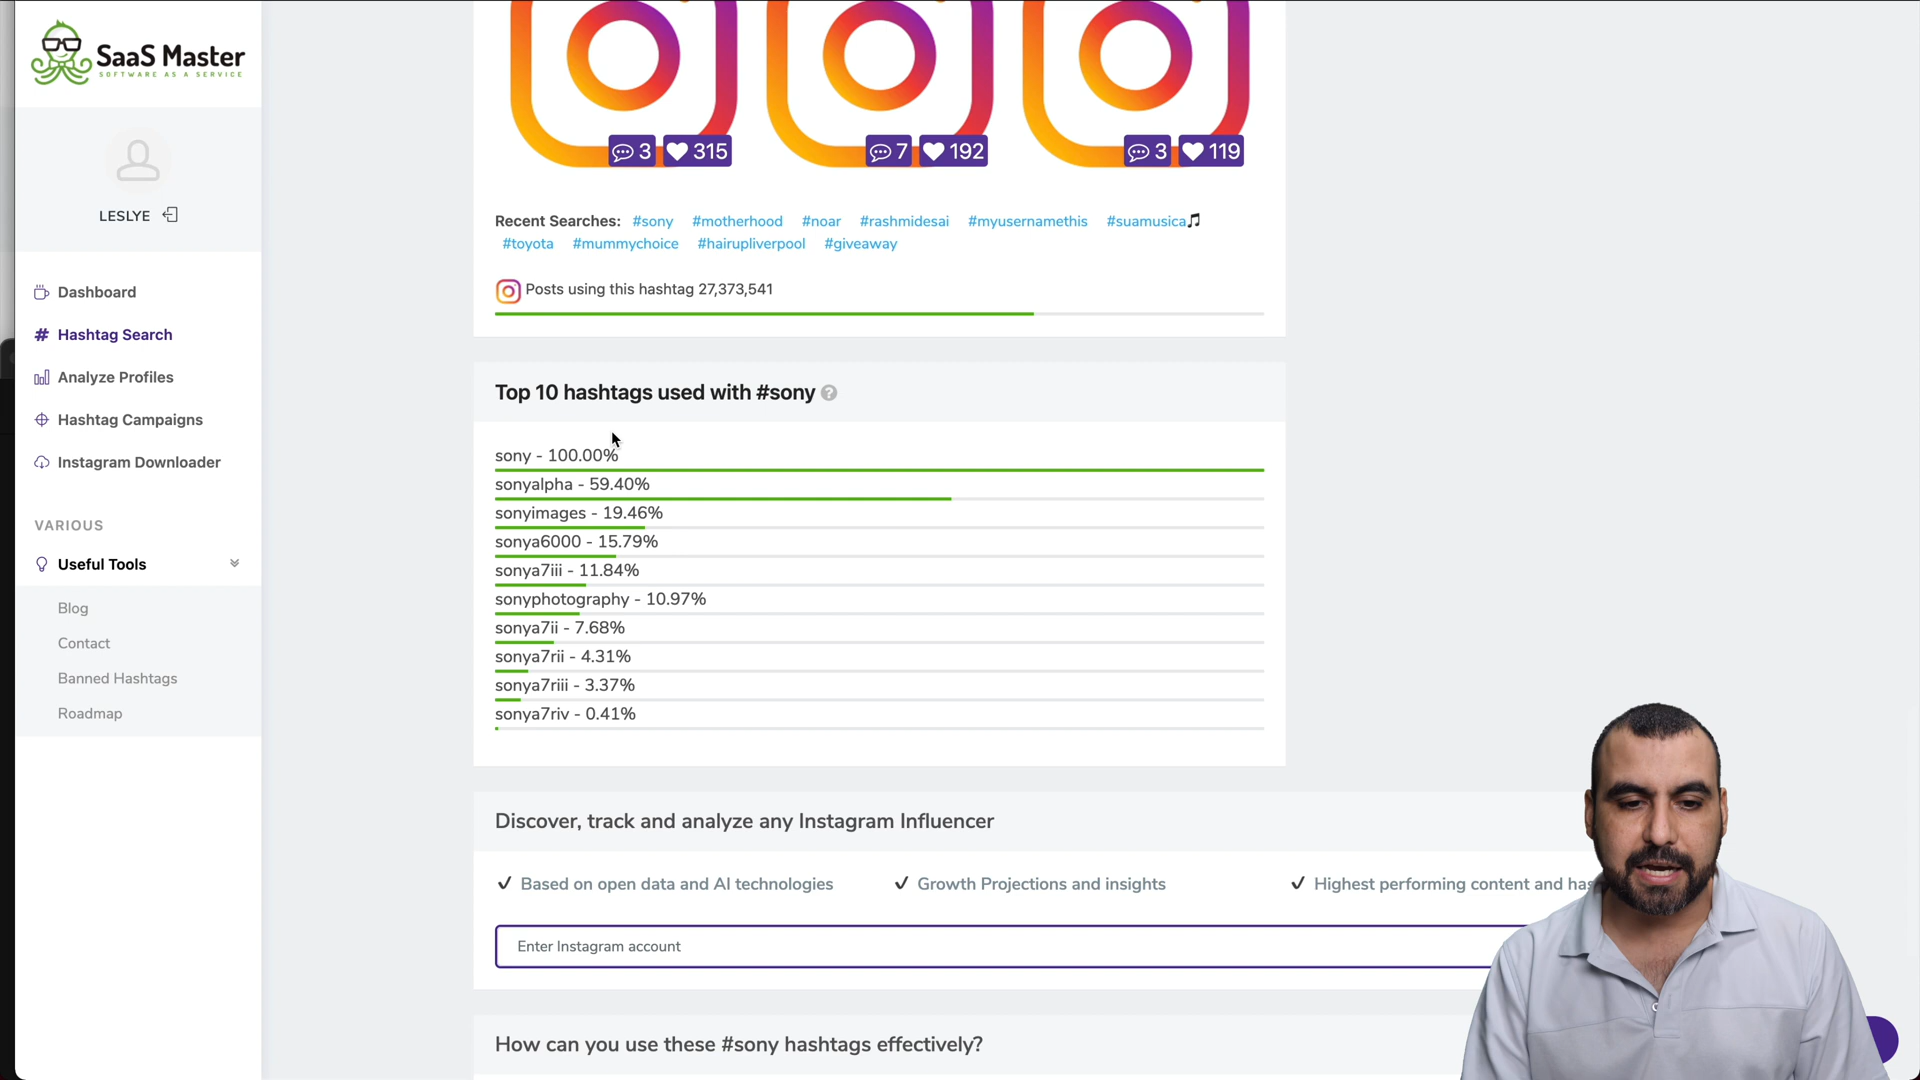 SaaS Master
SOFTWARE AS A SERVICE
LESLYE
Dashboard
# Hashtag Search
Analyze Profiles
Hashtag Campaigns
Instagram Downloader
VARIOUS
Useful Tools
Blog
Contact
Banned Hashtags
Roadmap
3 315 7 192 3 119
Recent Searches: #sony #motherhood #noar #rashmidesai #myusernamethis #suamusica🎵
#toyota #mummychoice #hairupliverpool #giveaway
Posts using this hashtag 27,373,541
Top 10 hashtags used with #sony ?
sony - 100.00%
sonyalpha - 59.40%
sonyimages - 19.46%
sonya6000 - 15.79%
sonya7iii - 11.84%
sonyphotography - 10.97%
sonya7ii - 7.68%
sonya7rii - 4.31%
sonya7riii - 3.37%
sonya7riv - 0.41%
Discover, track and analyze any Instagram Influencer
✓ Based on open data and AI technologies ✓ Growth Projections and insights ✓ Highest performing content and has
Enter Instagram account
How can you use these #sony hashtags effectively?